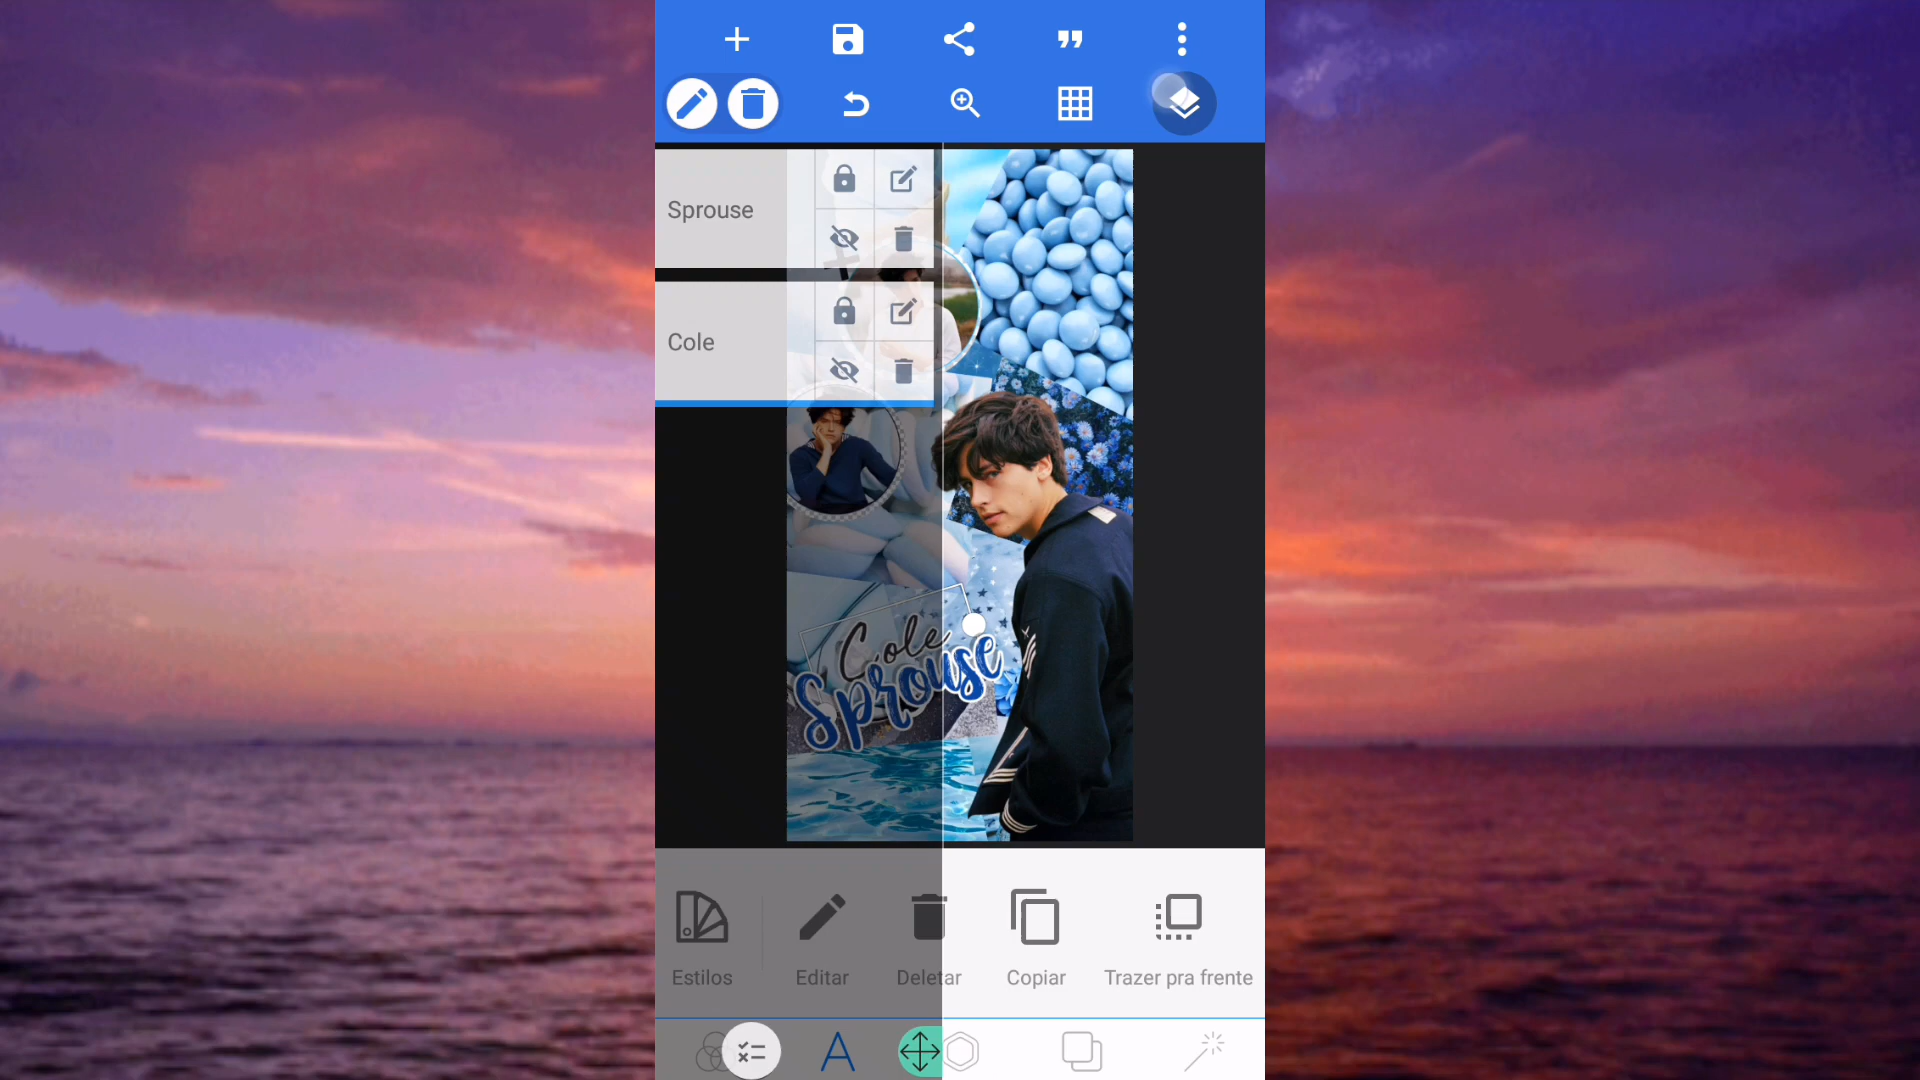 Sprouse
Cole
Cole
Sprouse
Estilos
Editar
Deletar
Copiar
Trazer pra frente